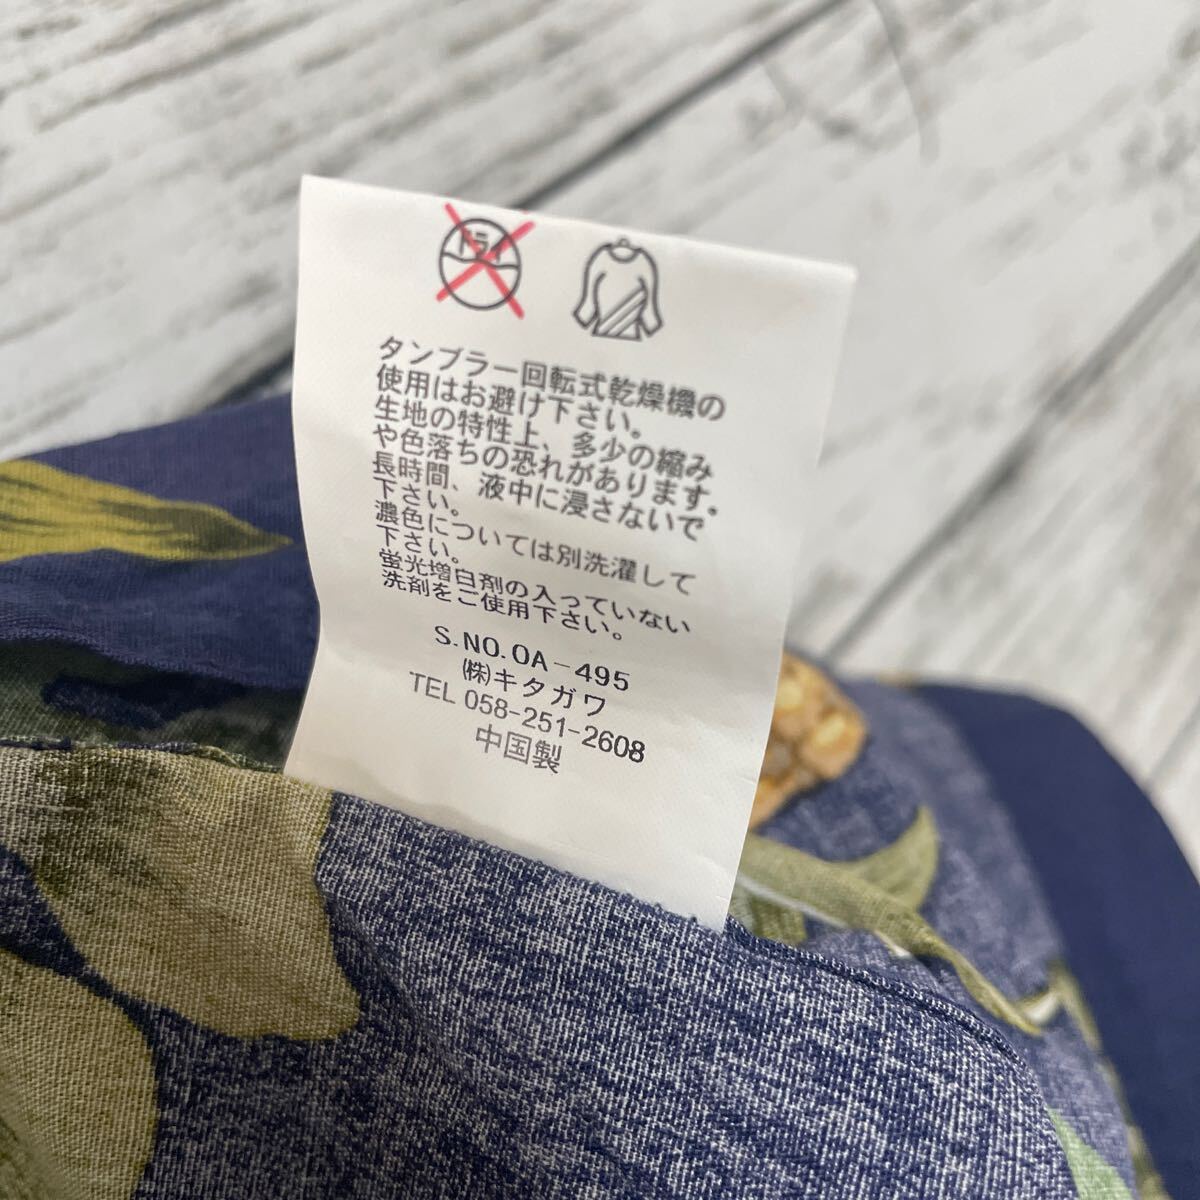 ドライ
タンブラー回転式乾燥機の
使用はお避け下さい。
生地の特性上、多少の縮み
や色落ちの恐れがあります。
長時間、液中に浸さないで
下さい。
濃色については別洗濯して
下さい。
蛍光増白剤の入っていない
洗剤をご使用下さい。
S.NO.OA-495
㈱キタガワ
TEL 058-251-2608
中国製